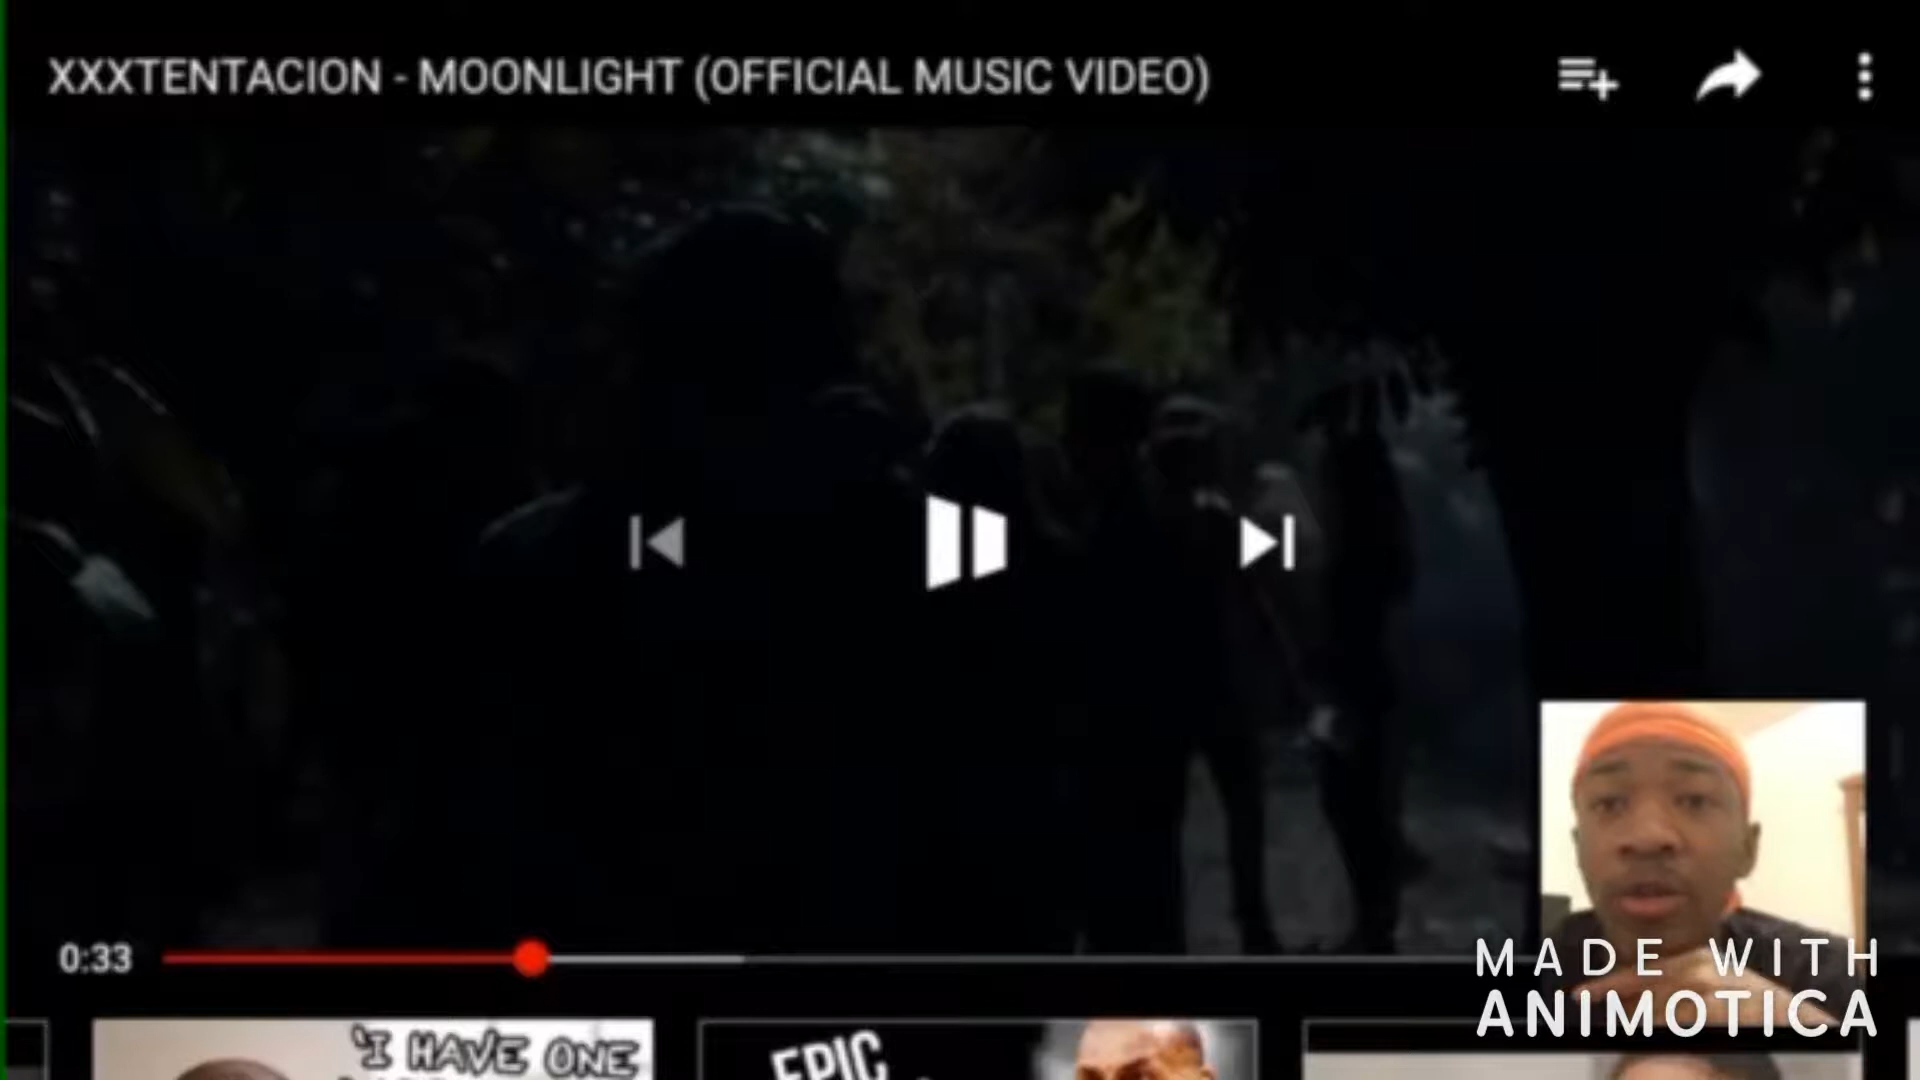 XXXTENTACION - MOONLIGHT (OFFICIAL MUSIC VIDEO)
0:33
MADE WITH
ANIMOTICA
'I HAVE ONE
EPIC